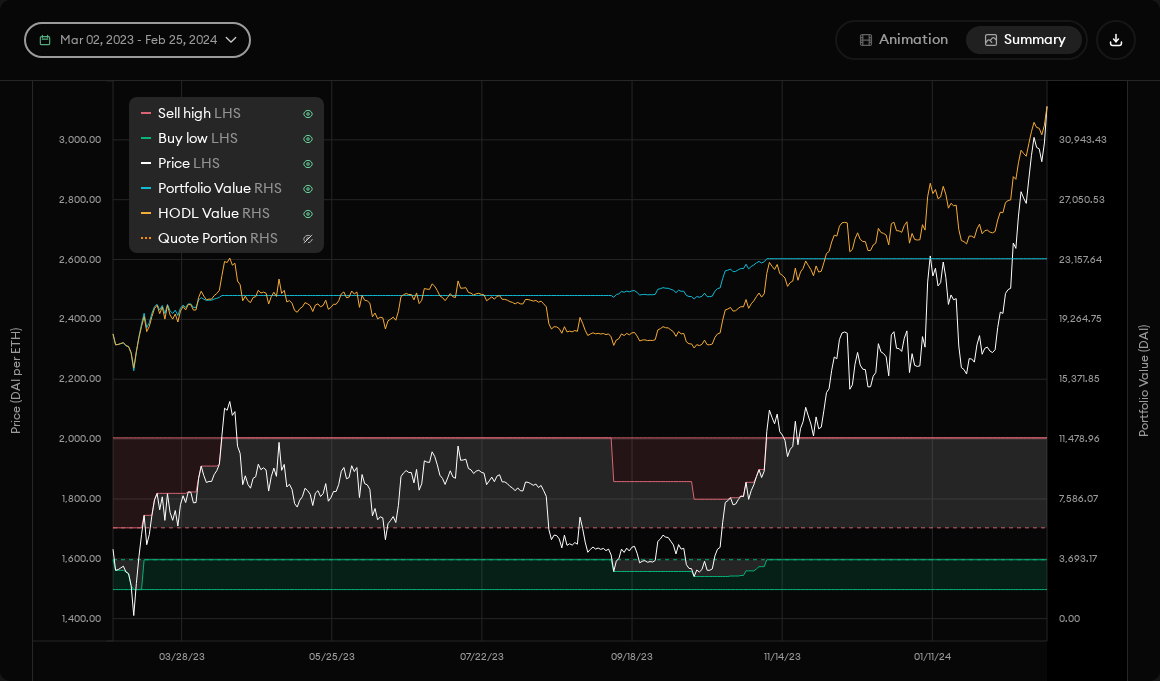 Mar 02, 2023 - Feb 25, 2024
Animation
Summary
Sell high LHS
Buy low LHS
Price LHS
Portfolio Value RHS
HODL Value RHS
Quote Portion RHS
Price (DAI per ETH)
3,000.00
2,800.00
2,600.00
2,400.00
2,200.00
2,000.00
1,800.00
1,600.00
1,400.00
30,943.43
27,050.53
23,157.64
19,264.75
15,371.85
11,478.96
7,586.07
3,693.17
0.00
Portfolio Value (DAI)
03/28/23
05/25/23
07/22/23
09/18/23
11/14/23
01/11/24